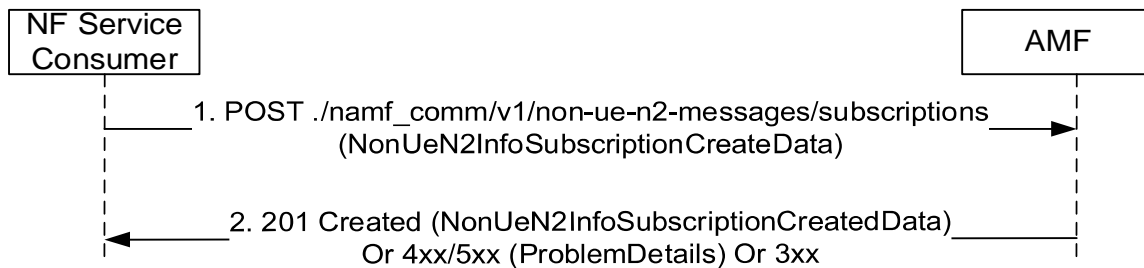 NF Service
Consumer
AMF
1. POST ./namf_comm/v1/non-ue-n2-messages/subscriptions
(NonUeN2InfoSubscriptionCreateData)
2. 201 Created (NonUeN2InfoSubscriptionCreatedData)
Or 4xx/5xx (ProblemDetails) Or 3xx